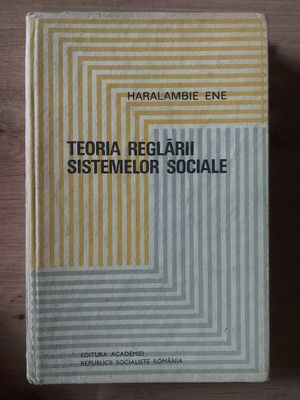 HARALAMBIE ENE
TEORIA REGLĂRII
SISTEMELOR SOCIALE
EDITURA ACADEMIEI
REPUBLICII SOCIALISTE ROMÂNIA